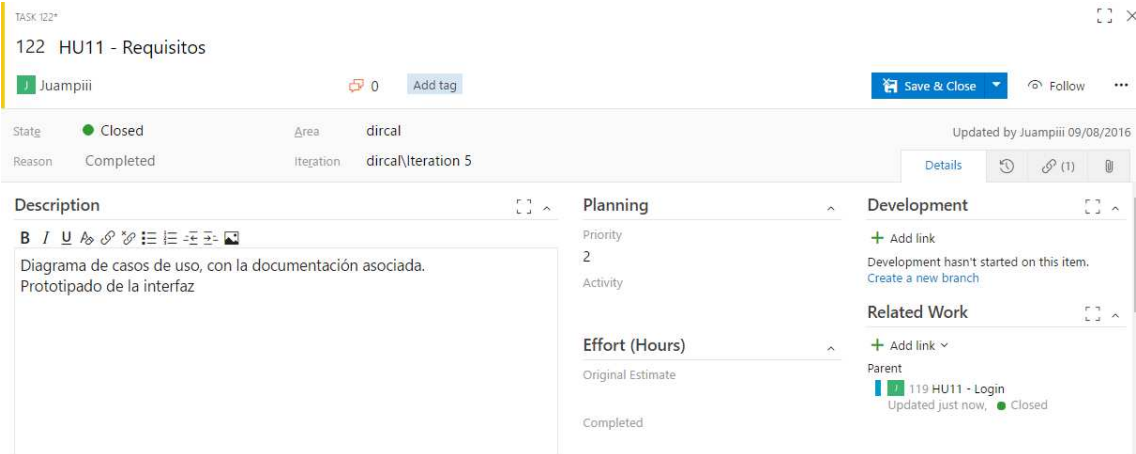 TASK 122*
122 HU11 - Requisitos
J Juampiii 0 Add tag Save & Close Follow ...
State Closed Area dircal Updated by Juampiii 09/08/2016
Reason Completed Iteration dircal\Iteration 5 Details (1)
Description
B I U A
Diagrama de casos de uso, con la documentación asociada.
Prototipado de la interfaz
Planning
Priority
2
Activity
Effort (Hours)
Original Estimate
Completed
Development
+ Add link
Development hasn't started on this item.
Create a new branch
Related Work
+ Add link
Parent
J 119 HU11 - Login
Updated just now, Closed